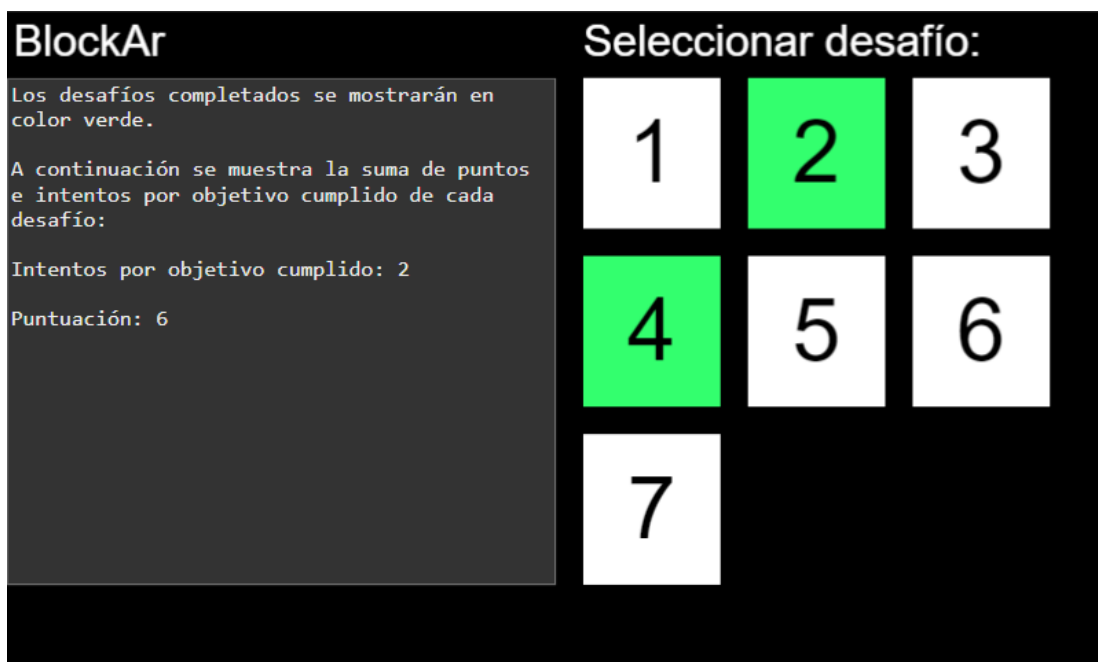 BlockAr
Los desafíos completados se mostrarán en
color verde.
A continuación se muestra la suma de puntos
e intentos por objetivo cumplido de cada
desafío:
Intentos por objetivo cumplido: 2
Puntuación: 6
Seleccionar desafío:
1 2 3
4 5 6
7